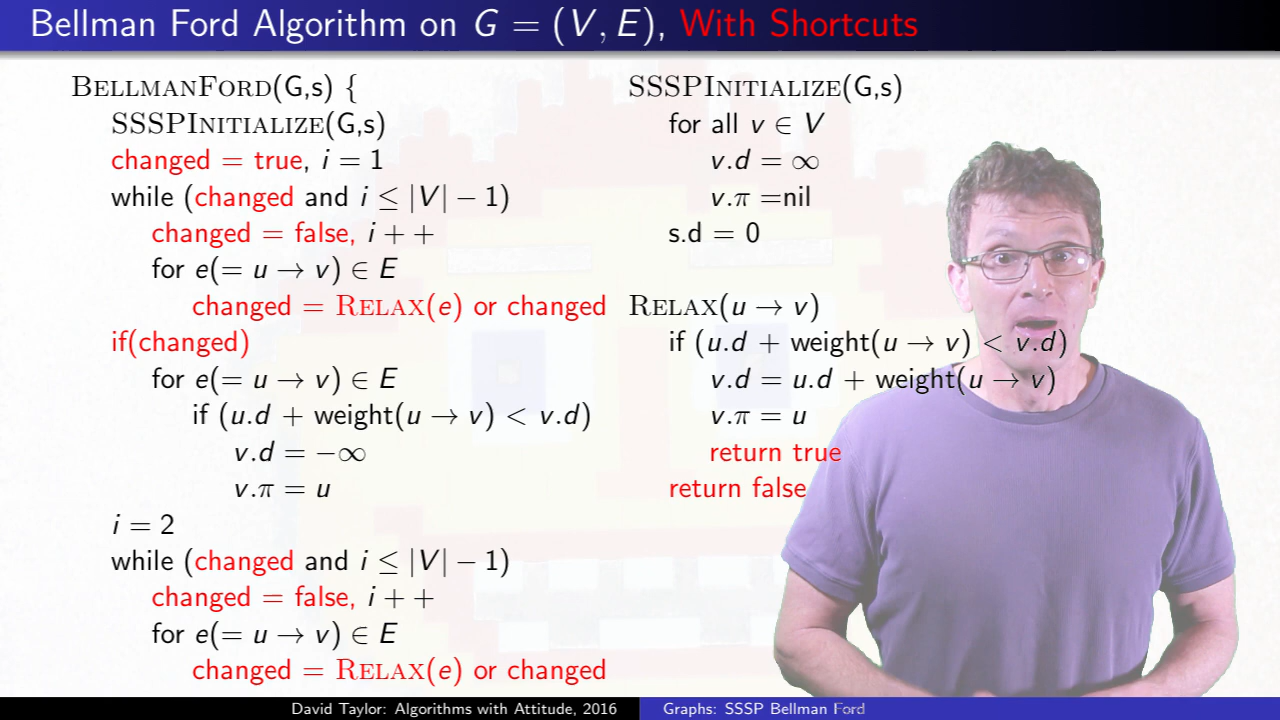 Bellman Ford Algorithm on G = (V, E), With Shortcuts
BELLMANFORD(G,s) {
SSSPINITIALIZE(G,s)
changed = true, i = 1
while (changed and i ≤ |V| − 1)
changed = false, i + +
for e(= u → v) ∈ E
changed = RELAX(e) or changed
if(changed)
for e(= u → v) ∈ E
if (u.d + weight(u → v) < v.d)
v.d = −∞
v.π = u
i = 2
while (changed and i ≤ |V| − 1)
changed = false, i + +
for e(= u → v) ∈ E
changed = RELAX(e) or changed
SSSPINITIALIZE(G,s)
for all v ∈ V
v.d = ∞
v.π =nil
s.d = 0
RELAX(u → v)
if (u.d + weight(u → v) < v.d)
v.d = u.d + weight(u → v)
v.π = u
return true
return false
David Taylor: Algorithms with Attitude, 2016
Graphs: SSSP Bellman Ford